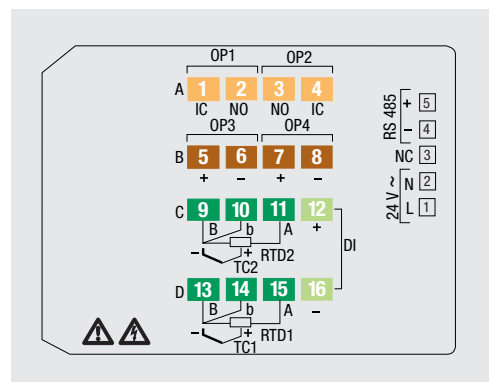 OP1 OP2
A 1 2 3 4
IC NO NO IC
OP3 OP4
B 5 6 7 8
+ − + −
C 9 10 11 12
B b A +
− + RTD2
TC2
DI
D 13 14 15 16
B b A −
− + RTD1
TC1
RS 485
+ 5
− 4
NC 3
24 V ~
N 2
L 1